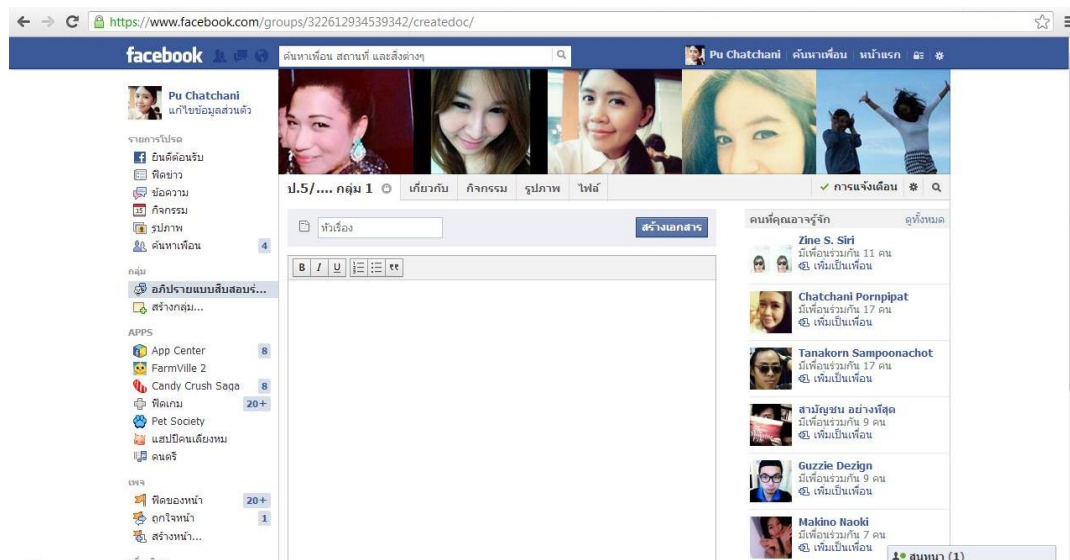 https://www.facebook.com/groups/322612934539342/createdoc/
facebook
ค้นหาเพื่อน สถานที่ และสิ่งต่างๆ
Pu Chatchani ค้นหาเพื่อน หน้าแรก
Pu Chatchani
แก้ไขข้อมูลส่วนตัว
รายการโปรด
ยินดีต้อนรับ
ฟีดข่าว
ข้อความ
15 กิจกรรม
รูปภาพ
ค้นหาเพื่อน 4
กลุ่ม
อภิปรายแบบสืบสอบร่...
สร้างกลุ่ม...
APPS
App Center 8
FarmVille 2
Candy Crush Saga 8
ฟีดเกม 20+
Pet Society
แฮปปี้คนเลี้ยงหมู
ดนตรี
เพจ
ฟีดของหน้า 20+
ถูกใจหน้า 1
สร้างหน้า...
ป.5/.... กลุ่ม 1 เกี่ยวกับ กิจกรรม รูปภาพ ไฟล์ ✓ การแจ้งเตือน
หัวเรื่อง สร้างเอกสาร
B I U
คนที่คุณอาจรู้จัก ดูทั้งหมด
Zine S. Siri
มีเพื่อนร่วมกัน 11 คน
เพิ่มเป็นเพื่อน
Chatchani Pornpipat
มีเพื่อนร่วมกัน 17 คน
เพิ่มเป็นเพื่อน
Tanakorn Sampoonachot
มีเพื่อนร่วมกัน 17 คน
เพิ่มเป็นเพื่อน
สามัญชน อย่างที่สุด
มีเพื่อนร่วมกัน 9 คน
เพิ่มเป็นเพื่อน
Guzzie Dezign
มีเพื่อนร่วมกัน 9 คน
เพิ่มเป็นเพื่อน
Makino Naoki
มีเพื่อนร่วมกัน 7 คน
เพิ่มเป็นเพื่อน
สนทนา (1)